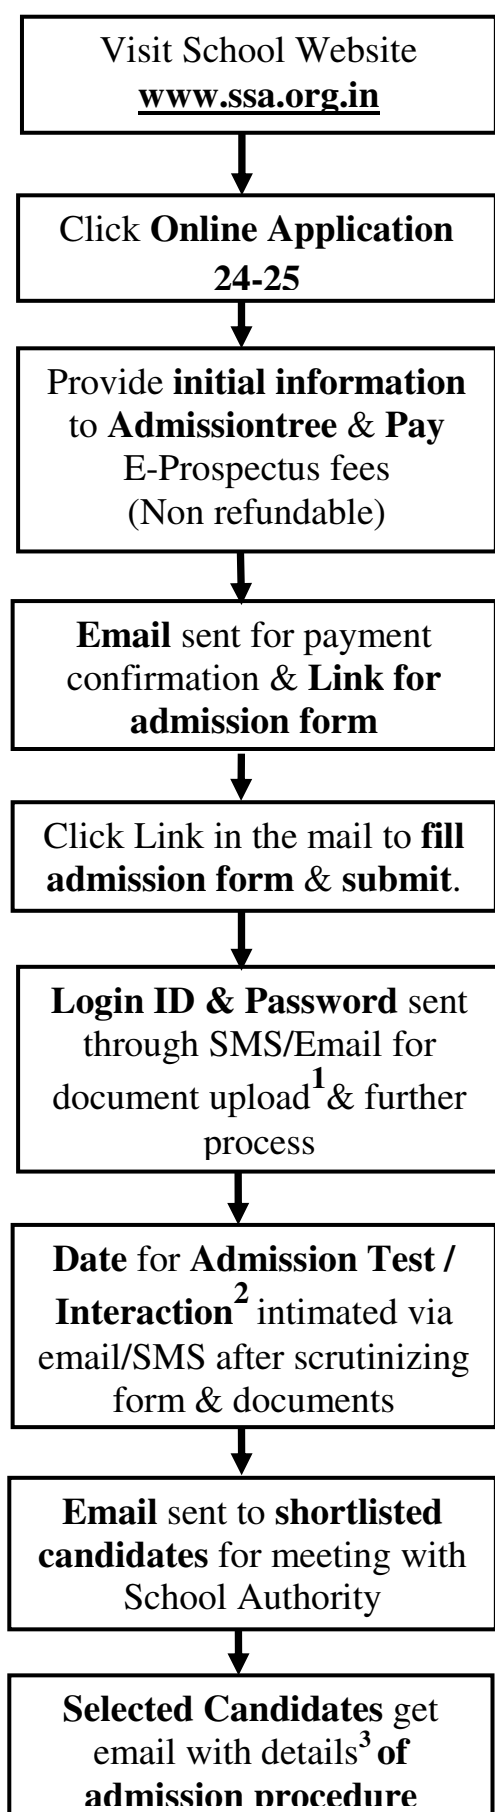 Visit School Website
www.ssa.org.in
Click Online Application
24-25
Provide initial information
to Admissiontree & Pay
E-Prospectus fees
(Non refundable)
Email sent for payment
confirmation & Link for
admission form
Click Link in the mail to fill
admission form & submit.
Login ID & Password sent
through SMS/Email for
document upload1& further
process
Date for Admission Test /
Interaction2 intimated via
email/SMS after scrutinizing
form & documents
Email sent to shortlisted
candidates for meeting with
School Authority
Selected Candidates get
email with details3 of
admission procedure